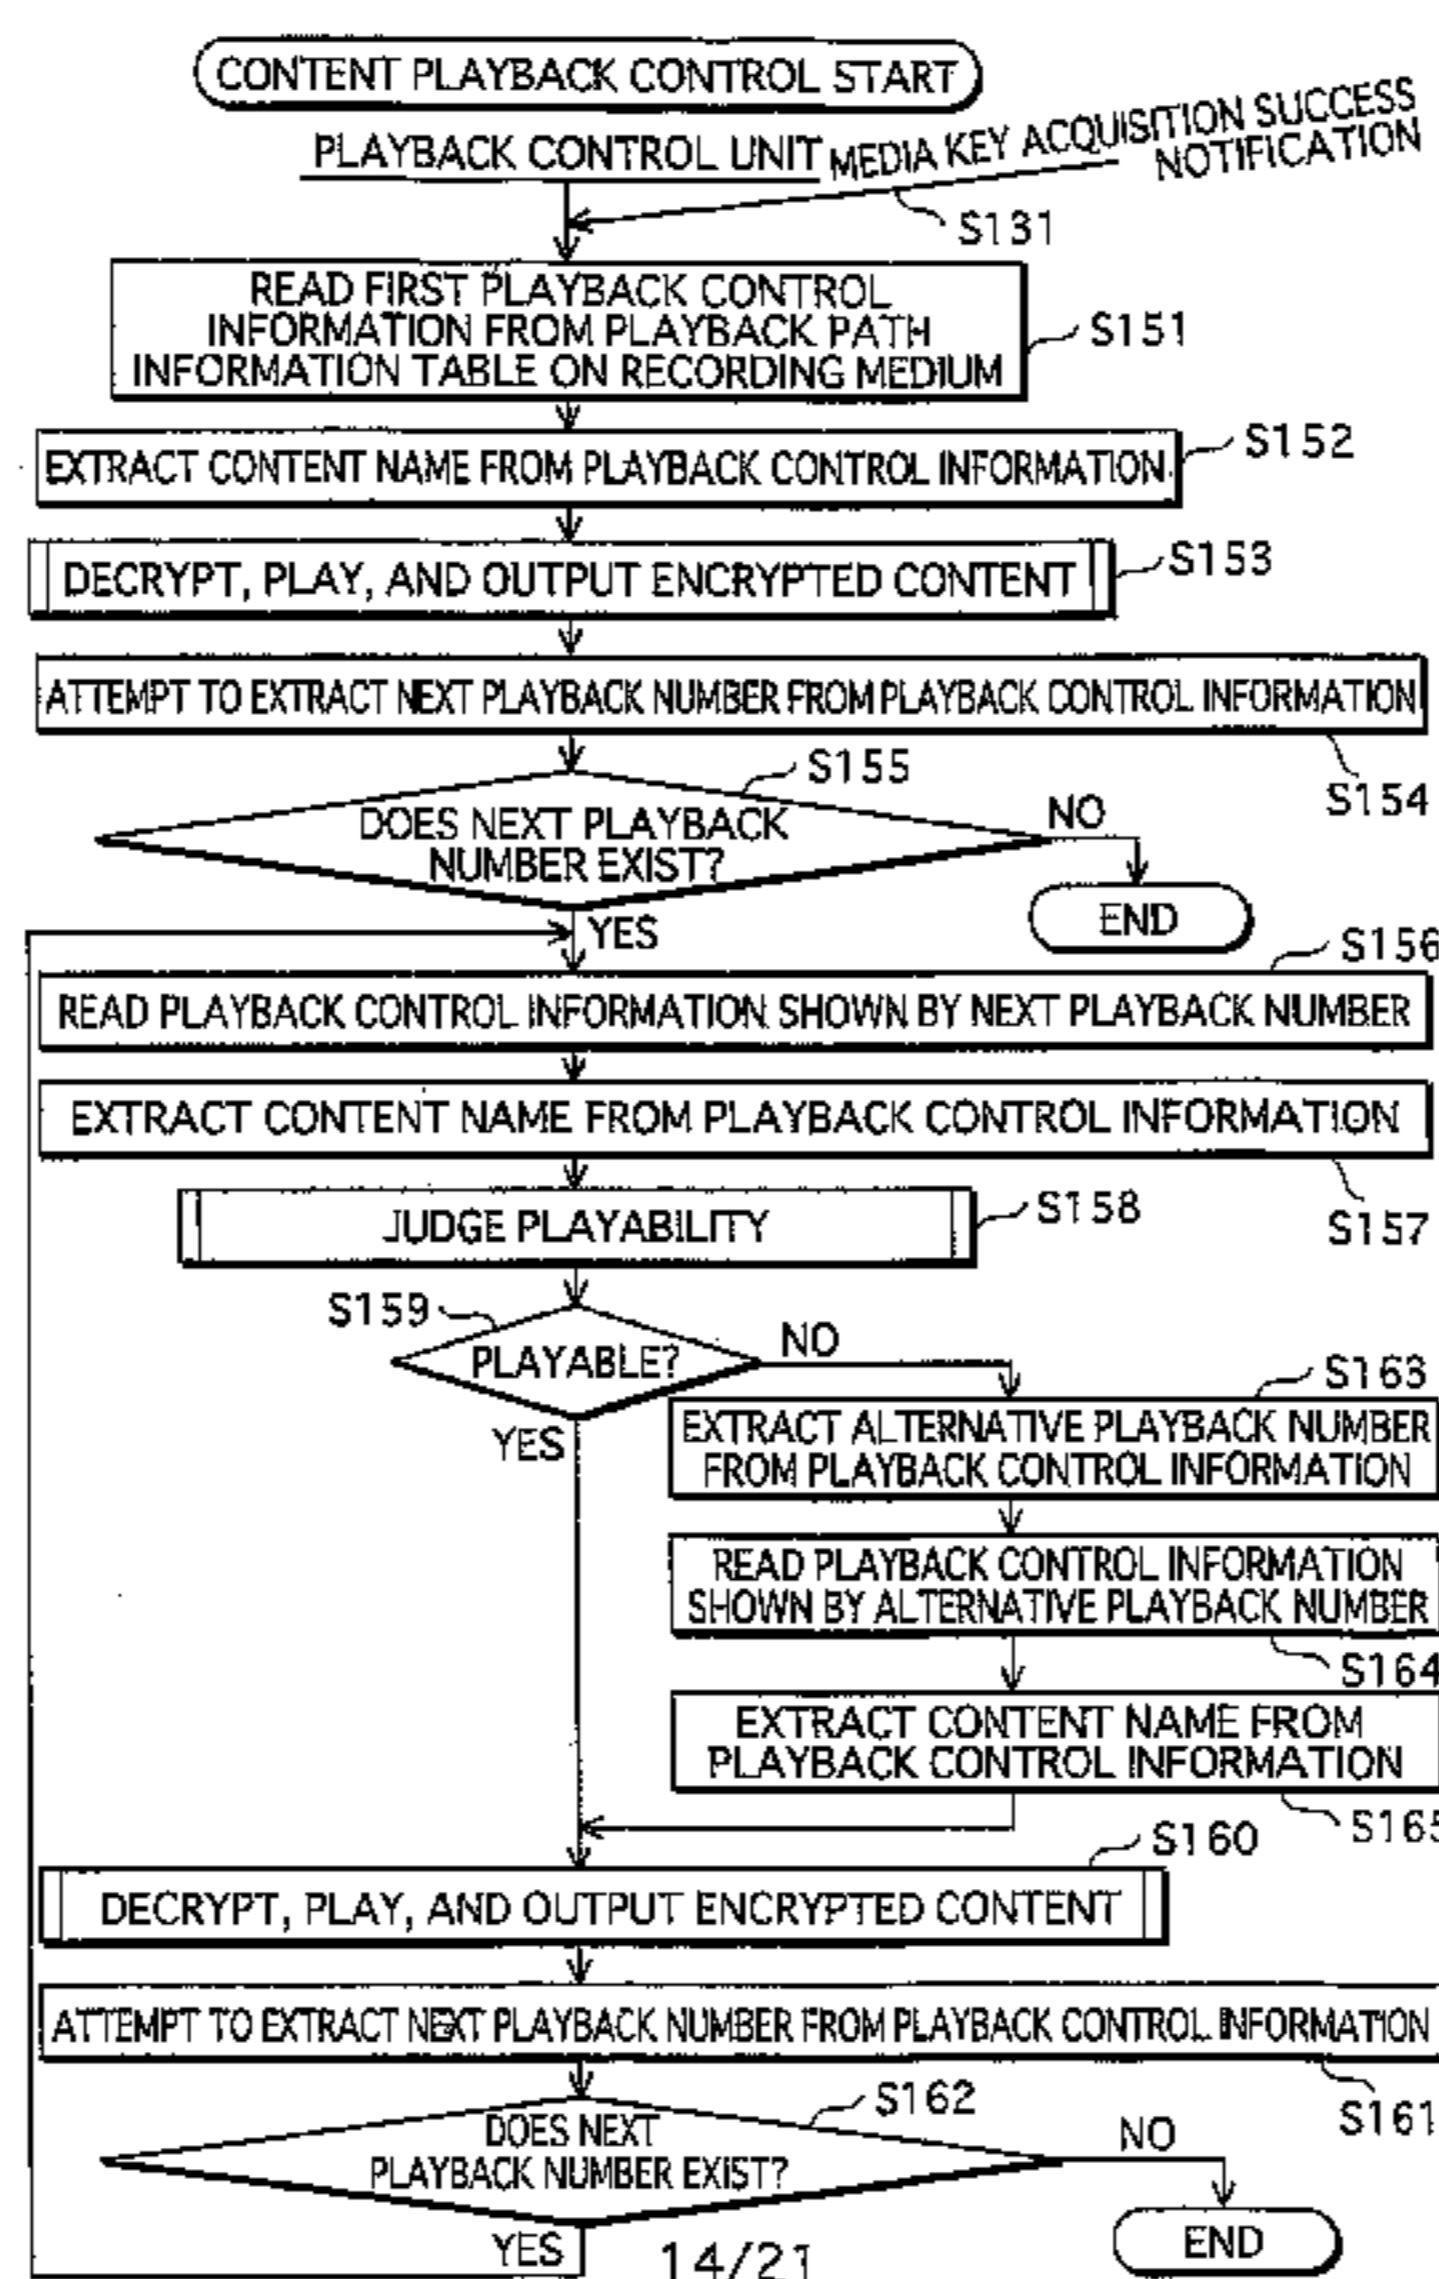 CONTENT PLAYBACK CONTROL START
PLAYBACK CONTROL UNIT
MEDIA KEY ACQUISITION SUCCESS
NOTIFICATION
S131
READ FIRST PLAYBACK CONTROL
INFORMATION FROM PLAYBACK PATH
INFORMATION TABLE ON RECORDING MEDIUM
S151
EXTRACT CONTENT NAME FROM PLAYBACK CONTROL INFORMATION
S152
DECRYPT, PLAY, AND OUTPUT ENCRYPTED CONTENT
S153
ATTEMPT TO EXTRACT NEXT PLAYBACK NUMBER FROM PLAYBACK CONTROL INFORMATION
S154
S155
DOES NEXT PLAYBACK
NUMBER EXIST?
NO
END
YES
S156
READ PLAYBACK CONTROL INFORMATION SHOWN BY NEXT PLAYBACK NUMBER
EXTRACT CONTENT NAME FROM PLAYBACK CONTROL INFORMATION
S157
JUDGE PLAYABILITY
S158
S159
PLAYABLE?
NO
YES
S163
EXTRACT ALTERNATIVE PLAYBACK NUMBER
FROM PLAYBACK CONTROL INFORMATION
READ PLAYBACK CONTROL INFORMATION
SHOWN BY ALTERNATIVE PLAYBACK NUMBER
S164
EXTRACT CONTENT NAME FROM
PLAYBACK CONTROL INFORMATION
S165
S160
DECRYPT, PLAY, AND OUTPUT ENCRYPTED CONTENT
ATTEMPT TO EXTRACT NEXT PLAYBACK NUMBER FROM PLAYBACK CONTROL INFORMATION
S161
S162
DOES NEXT
PLAYBACK NUMBER EXIST?
NO
END
YES
14/21